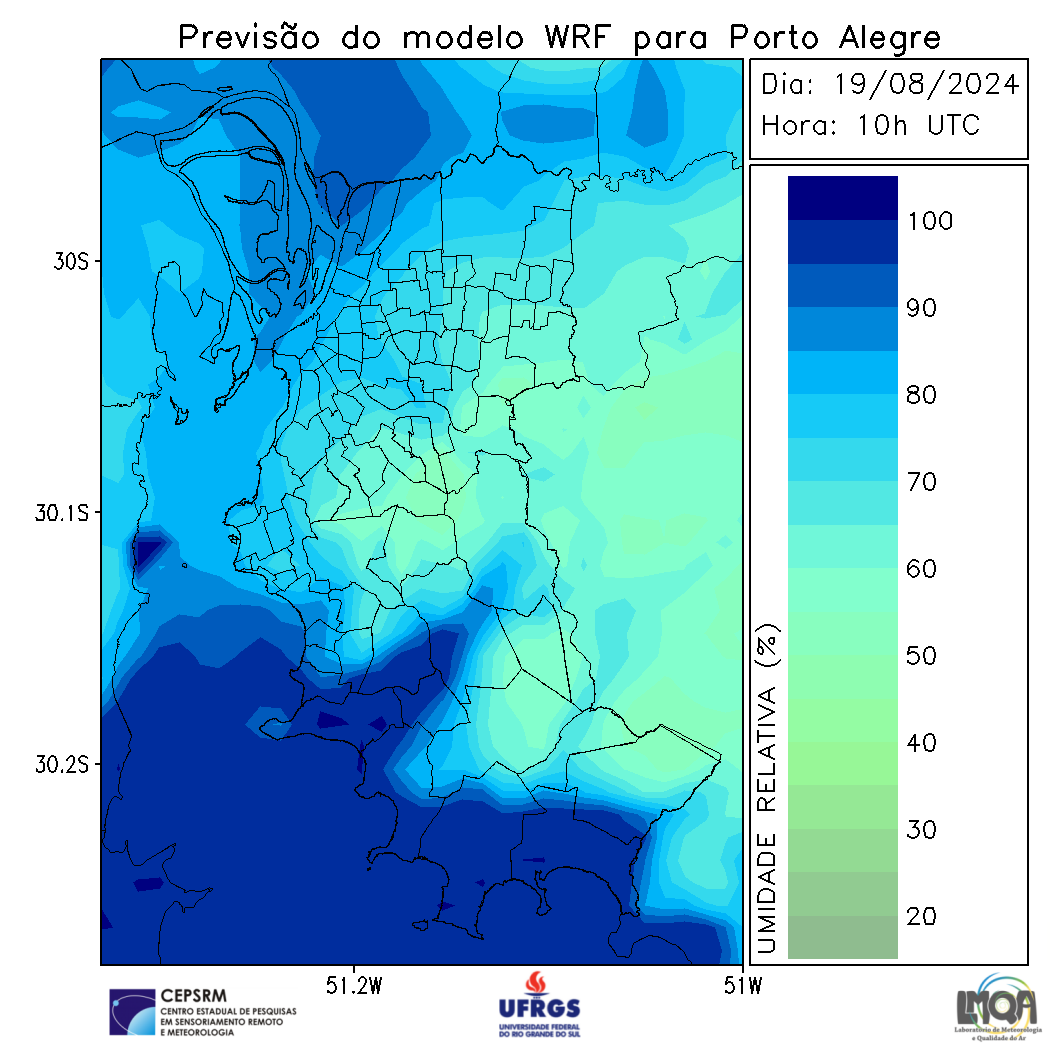 Previsão do modelo WRF para Porto Alegre
Dia: 19/08/2024
Hora: 10h UTC
30S
30.1S
30.2S
51.2W
51W
UMIDADE RELATIVA (%)
100
90
80
70
60
50
40
30
20
CEPSRM
CENTRO ESTADUAL DE PESQUISAS
EM SENSORIAMENTO REMOTO
E METEOROLOGIA
UFRGS
UNIVERSIDADE FEDERAL
DO RIO GRANDE DO SUL
LMQA
Laboratório de Meteorologia
e Qualidade do Ar